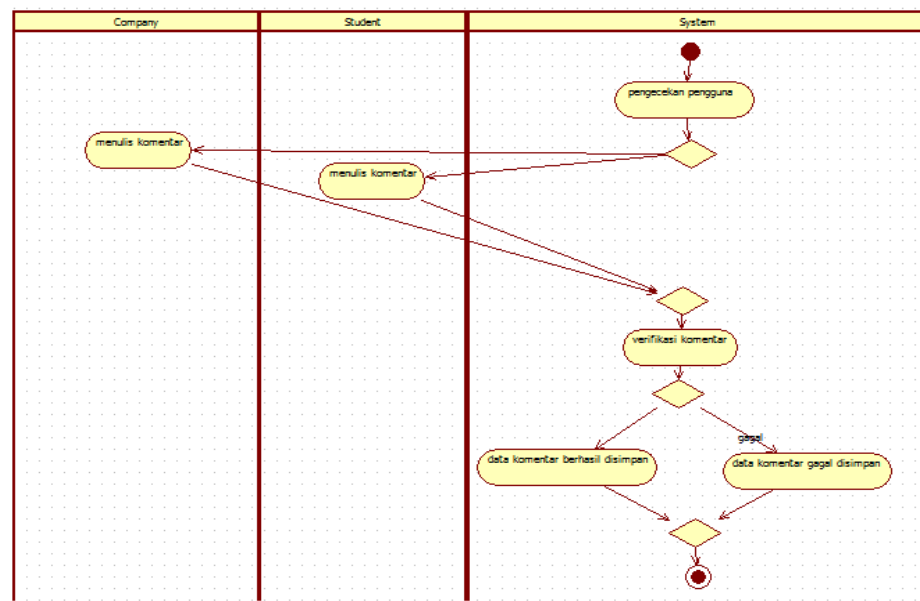 Company
Student
System
pengecekan pengguna
menulis komentar
menulis komentar
verifikasi komentar
gagal
data komentar berhasil disimpan
data komentar gagal disimpan